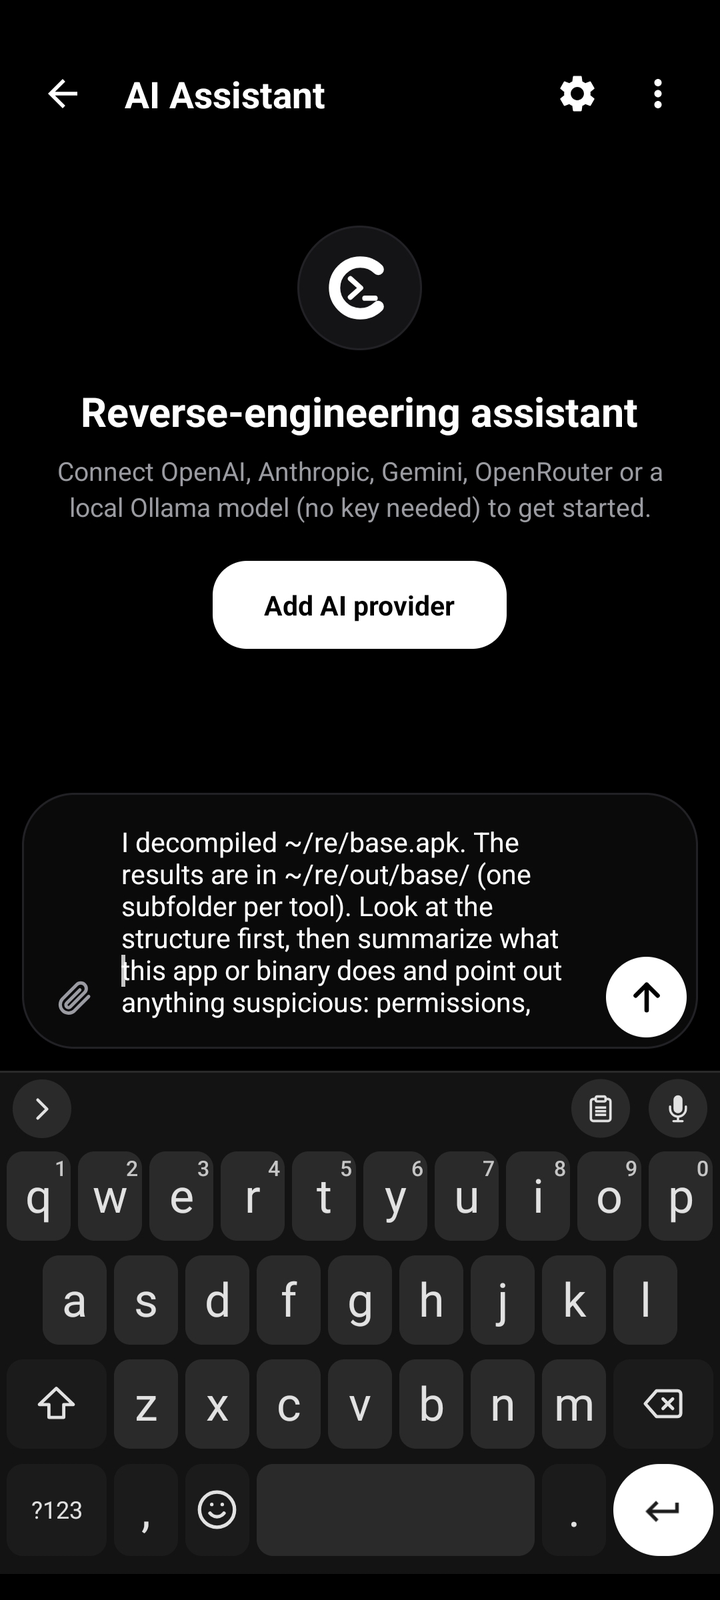 AI Assistant
Reverse-engineering assistant
Connect OpenAI, Anthropic, Gemini, OpenRouter or a
local Ollama model (no key needed) to get started.
Add AI provider
I decompiled ~/re/base.apk. The
results are in ~/re/out/base/ (one
subfolder per tool). Look at the
structure first, then summarize what
this app or binary does and point out
anything suspicious: permissions,
1 2 3 4 5 6 7 8 9 0
q w e r t y u i o p
a s d f g h j k l
z x c v b n m
?123 , .